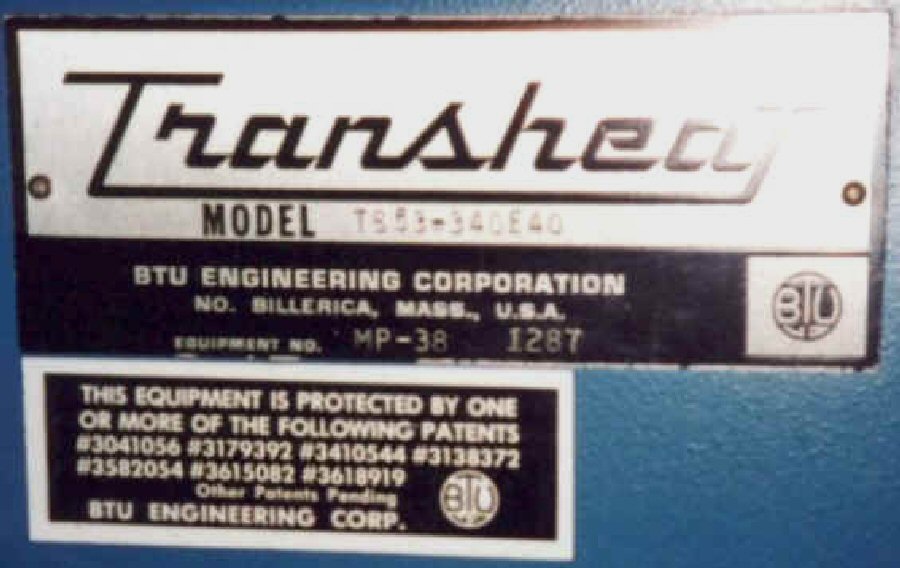 Transheat
MODEL TS53-340E40
BTU ENGINEERING CORPORATION
NO. BILLERICA, MASS., U.S.A.
BTU
EQUIPMENT NO. MP-38 1287
THIS EQUIPMENT IS PROTECTED BY ONE
OR MORE OF THE FOLLOWING PATENTS
#3041056 #3179392 #3410544 #3138372
#3582054 #3615082 #3618919
Other Patents Pending
BTU ENGINEERING CORP.
BTU